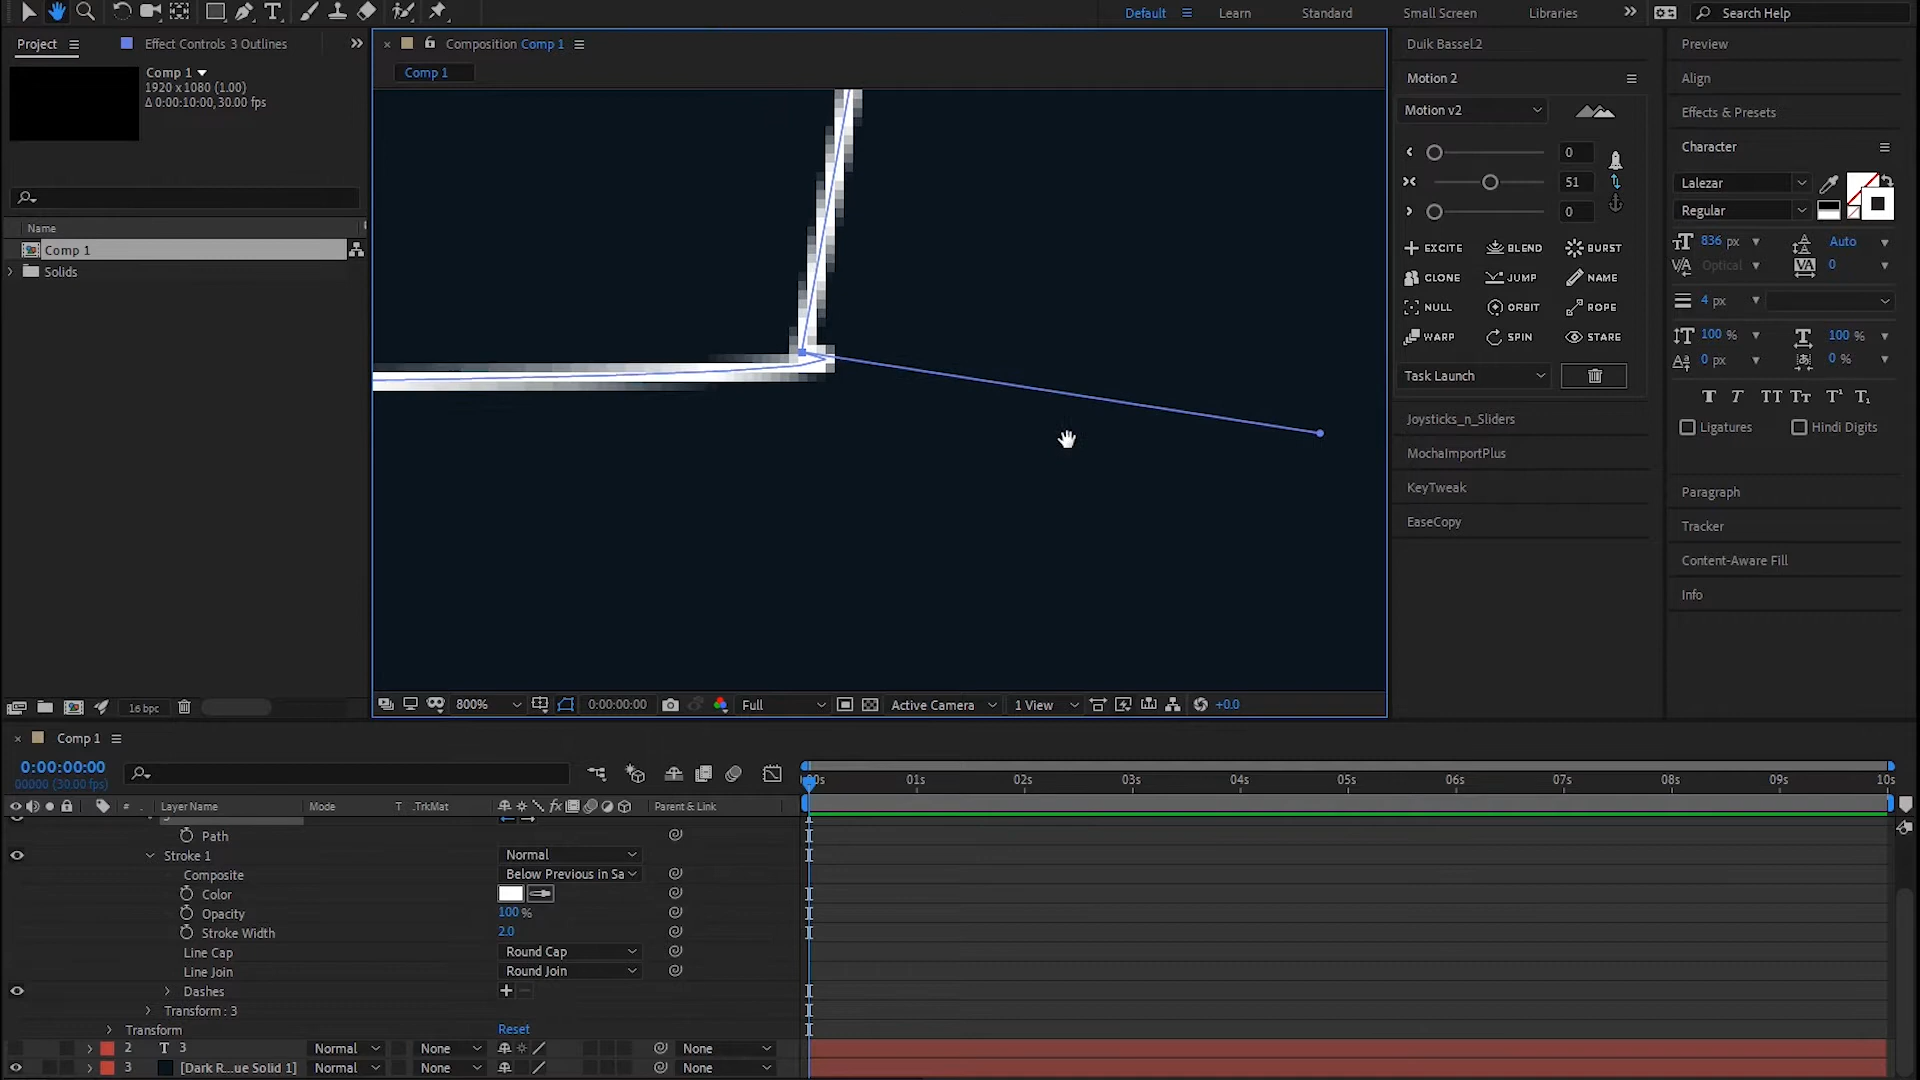 Default
Learn
Standard
Small Screen
Libraries
Search Help
Project
Effect Controls 3 Outlines
Composition Comp 1
Comp 1
Comp 1
1920 x 1080 (1.00)
Δ 0:00:10:00, 30.00 fps
Name
Comp 1
Solids
16 bpc
800%
0:00:00:00
Full
Active Camera
1 View
+0.0
Duik Bassel.2
Motion 2
Motion v2
0
51
0
EXCITE
BLEND
BURST
CLONE
JUMP
NAME
NULL
ORBIT
ROPE
WARP
SPIN
STARE
Task Launch
Joysticks_n_Sliders
MochaImportPlus
KeyTweak
EaseCopy
Preview
Align
Effects & Presets
Character
Lalezar
Regular
836 px
Auto
Optical
0
4 px
100 %
100 %
0 px
0 %
Ligatures
Hindi Digits
Paragraph
Tracker
Content-Aware Fill
Info
Comp 1
0:00:00:00
00000 (30.00 fps)
00s
01s
02s
03s
04s
05s
06s
07s
08s
09s
10s
#
Layer Name
Mode
T
.TrkMat
fx
Parent & Link
Path
Stroke 1
Normal
Composite
Below Previous in Sa
Color
Opacity
100 %
Stroke Width
2.0
Line Cap
Round Cap
Line Join
Round Join
Dashes
Transform : 3
Transform
Reset
2 T 3 Normal None None
3 [Dark R...ue Solid 1] Normal None None